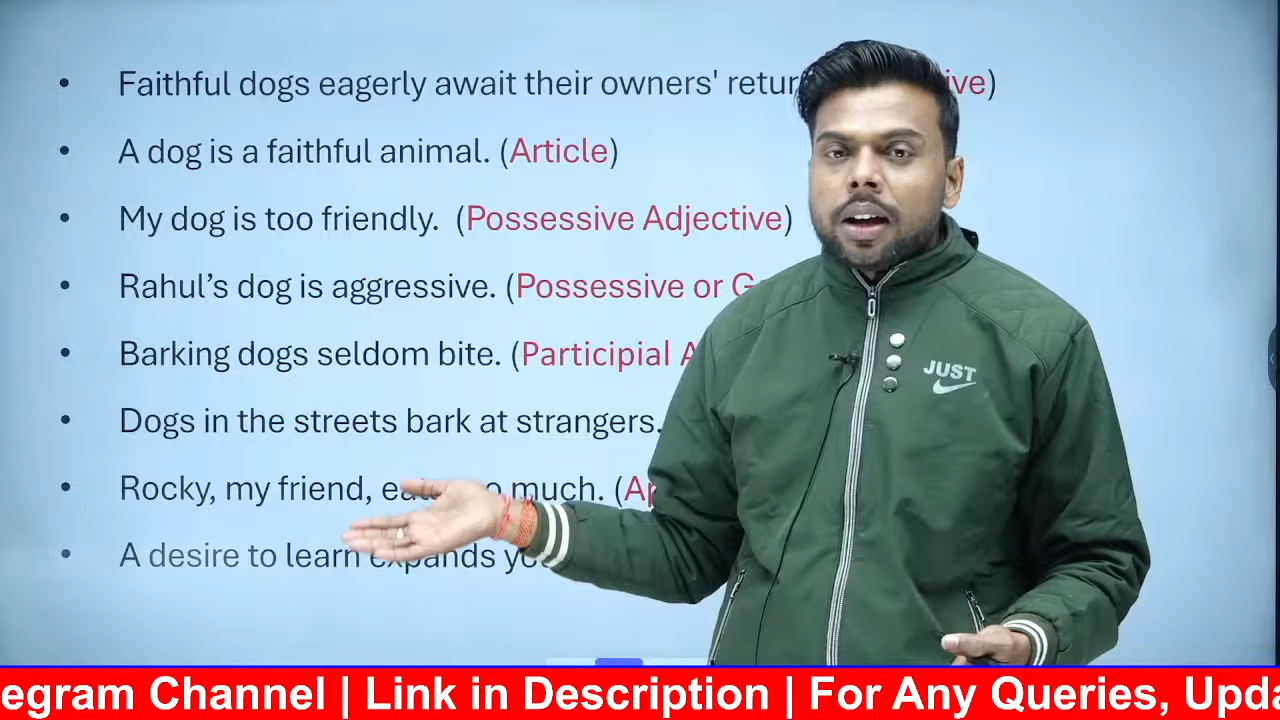 Faithful dogs eagerly await their owners' retur ive)
A dog is a faithful animal. (Article)
My dog is too friendly. (Possessive Adjective)
Rahul’s dog is aggressive. (Possessive or G
Barking dogs seldom bite. (Participial A
Dogs in the streets bark at strangers.
Rocky, my friend, much. (Ap
A desire to learn expands yo
JUST
egram Channel | Link in Description | For Any Queries, Upda